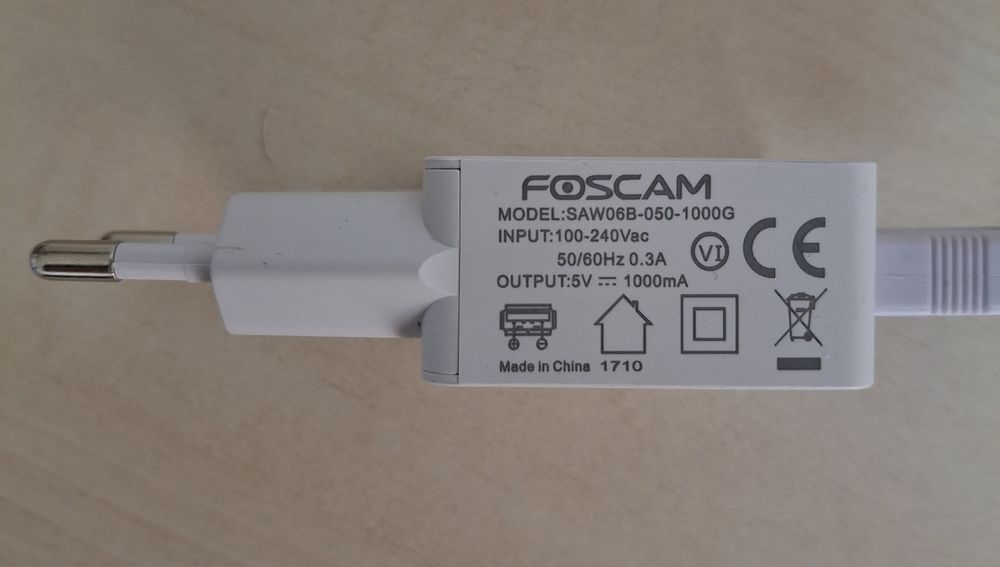 FOSCAM
MODEL:SAW06B-050-1000G
INPUT:100-240Vac
50/60Hz 0.3A
VI
CE
OUTPUT:5V ⎓ 1000mA
Made in China 1710